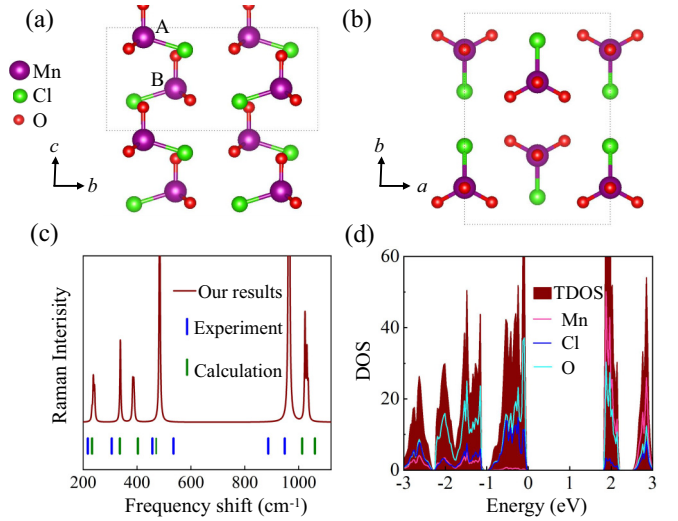 (a)
A
B
Mn
Cl
O
c
b
(b)
b
a
(c)
Raman Interisity
Our results
Experiment
Calculation
200 400 600 800 1000
Frequency shift (cm-1)
(d)
DOS
60
40
20
0
TDOS
Mn
Cl
O
-3 -2 -1 0 1 2 3
Energy (eV)